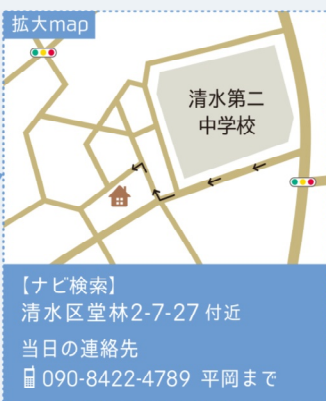 拡大map
清水第二
中学校
【ナビ検索】
清水区堂林2-7-27 付近
当日の連絡先
090-8422-4789 平岡まで